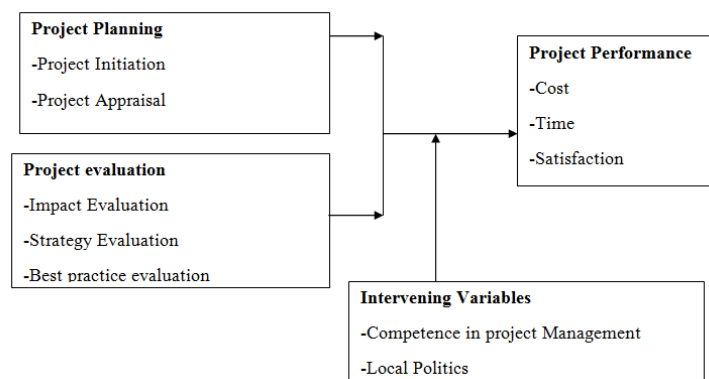 Project Planning
-Project Initiation
-Project Appraisal
Project Performance
-Cost
-Time
-Satisfaction
Project evaluation
-Impact Evaluation
-Strategy Evaluation
-Best practice evaluation
Intervening Variables
-Competence in project Management
-Local Politics